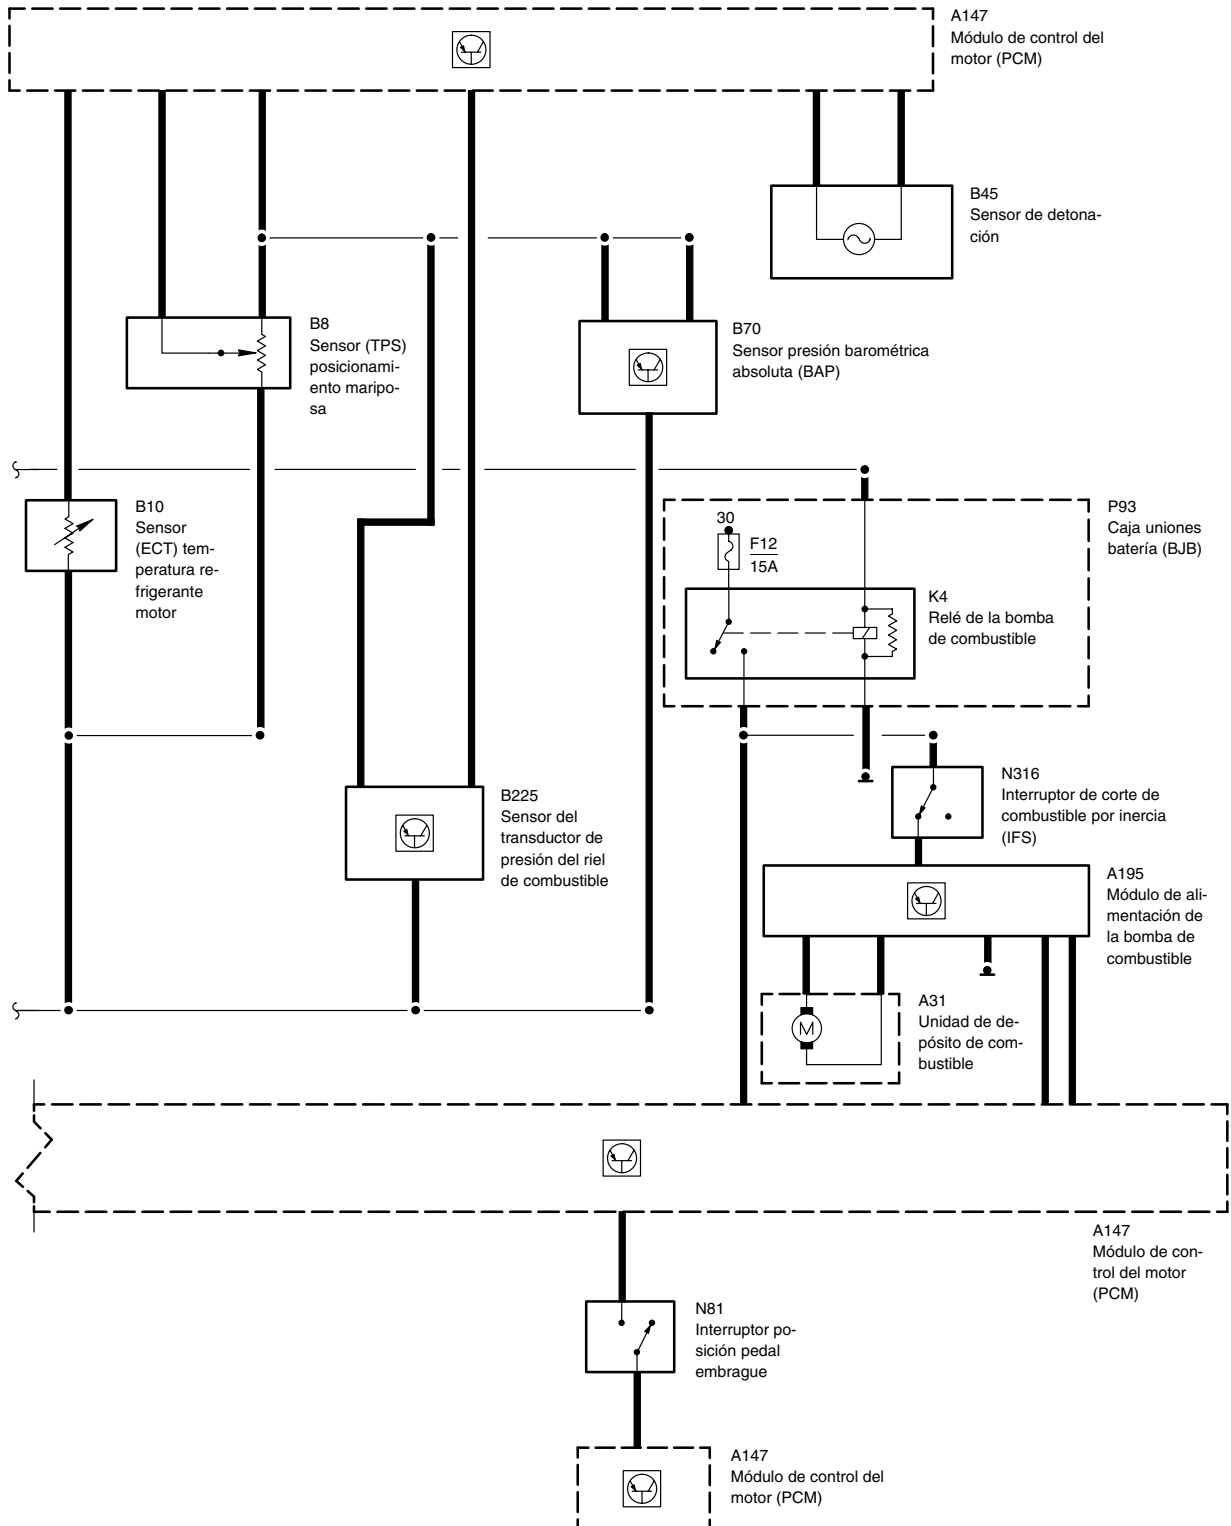 A147
Módulo de control del
motor (PCM)
B45
Sensor de detona-
ción
B8
Sensor (TPS)
posicionami-
ento maripo-
sa
B70
Sensor presión barométrica
absoluta (BAP)
B10
Sensor
(ECT) tem-
peratura re-
frigerante
motor
P93
Caja uniones
batería (BJB)
30
F12
15A
K4
Relé de la bomba
de combustible
N316
Interruptor de corte de
combustible por inercia
(IFS)
B225
Sensor del
transductor de
presión del riel
de combustible
A195
Módulo de ali-
mentación de
la bomba de
combustible
A31
Unidad de de-
pósito de com-
bustible
M
A147
Módulo de con-
trol del motor
(PCM)
N81
Interruptor po-
sición pedal
embrague
A147
Módulo de control del
motor (PCM)